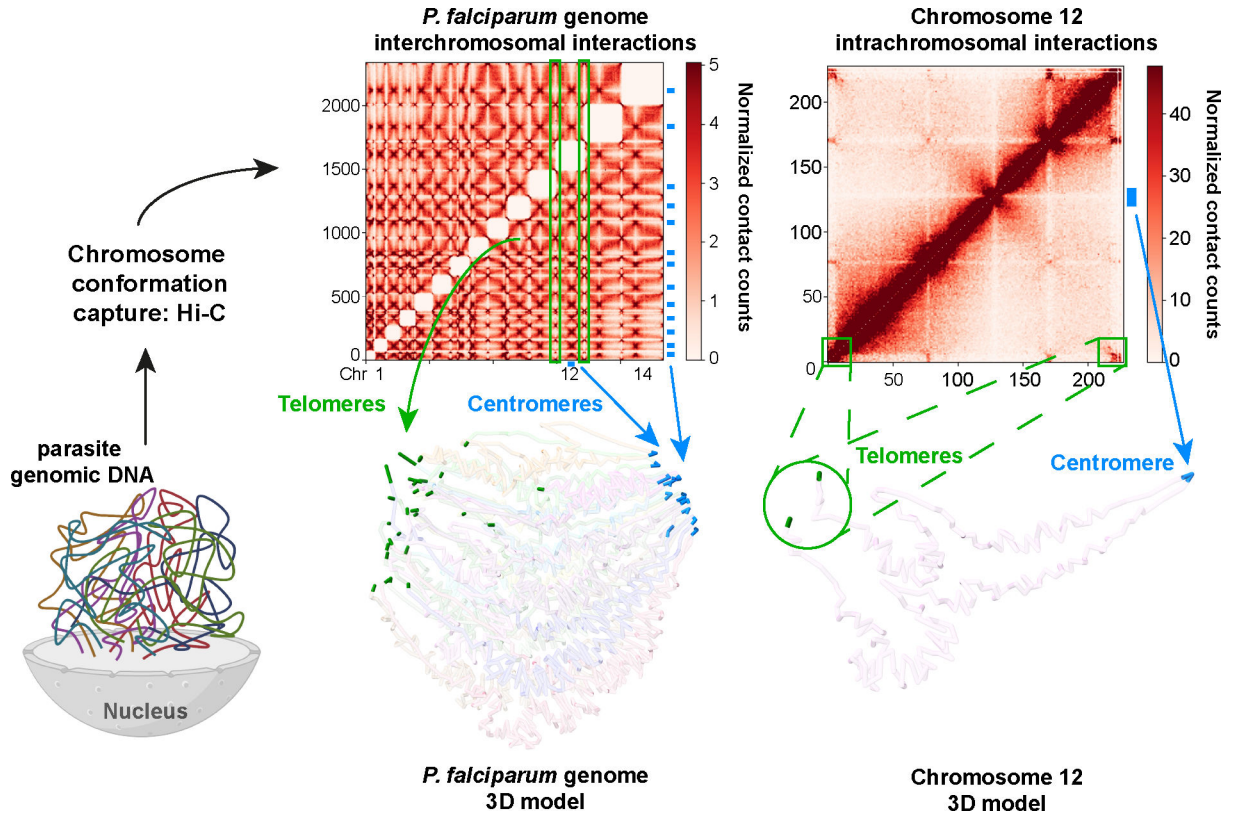 P. falciparum genome
interchromosomal interactions
5
4
3
2
1
0
Normalized contact counts
2000
1500
1000
500
0
Chr 1
12
14
Chromosome 12
intrachromosomal interactions
200
150
100
50
0
50
100
150
200
40
30
20
10
0
Normalized contact counts
Chromosome
conformation
capture: Hi-C
parasite
genomic DNA
Nucleus
Telomeres
Centromeres
Telomeres
Centromere
P. falciparum genome
3D model
Chromosome 12
3D model